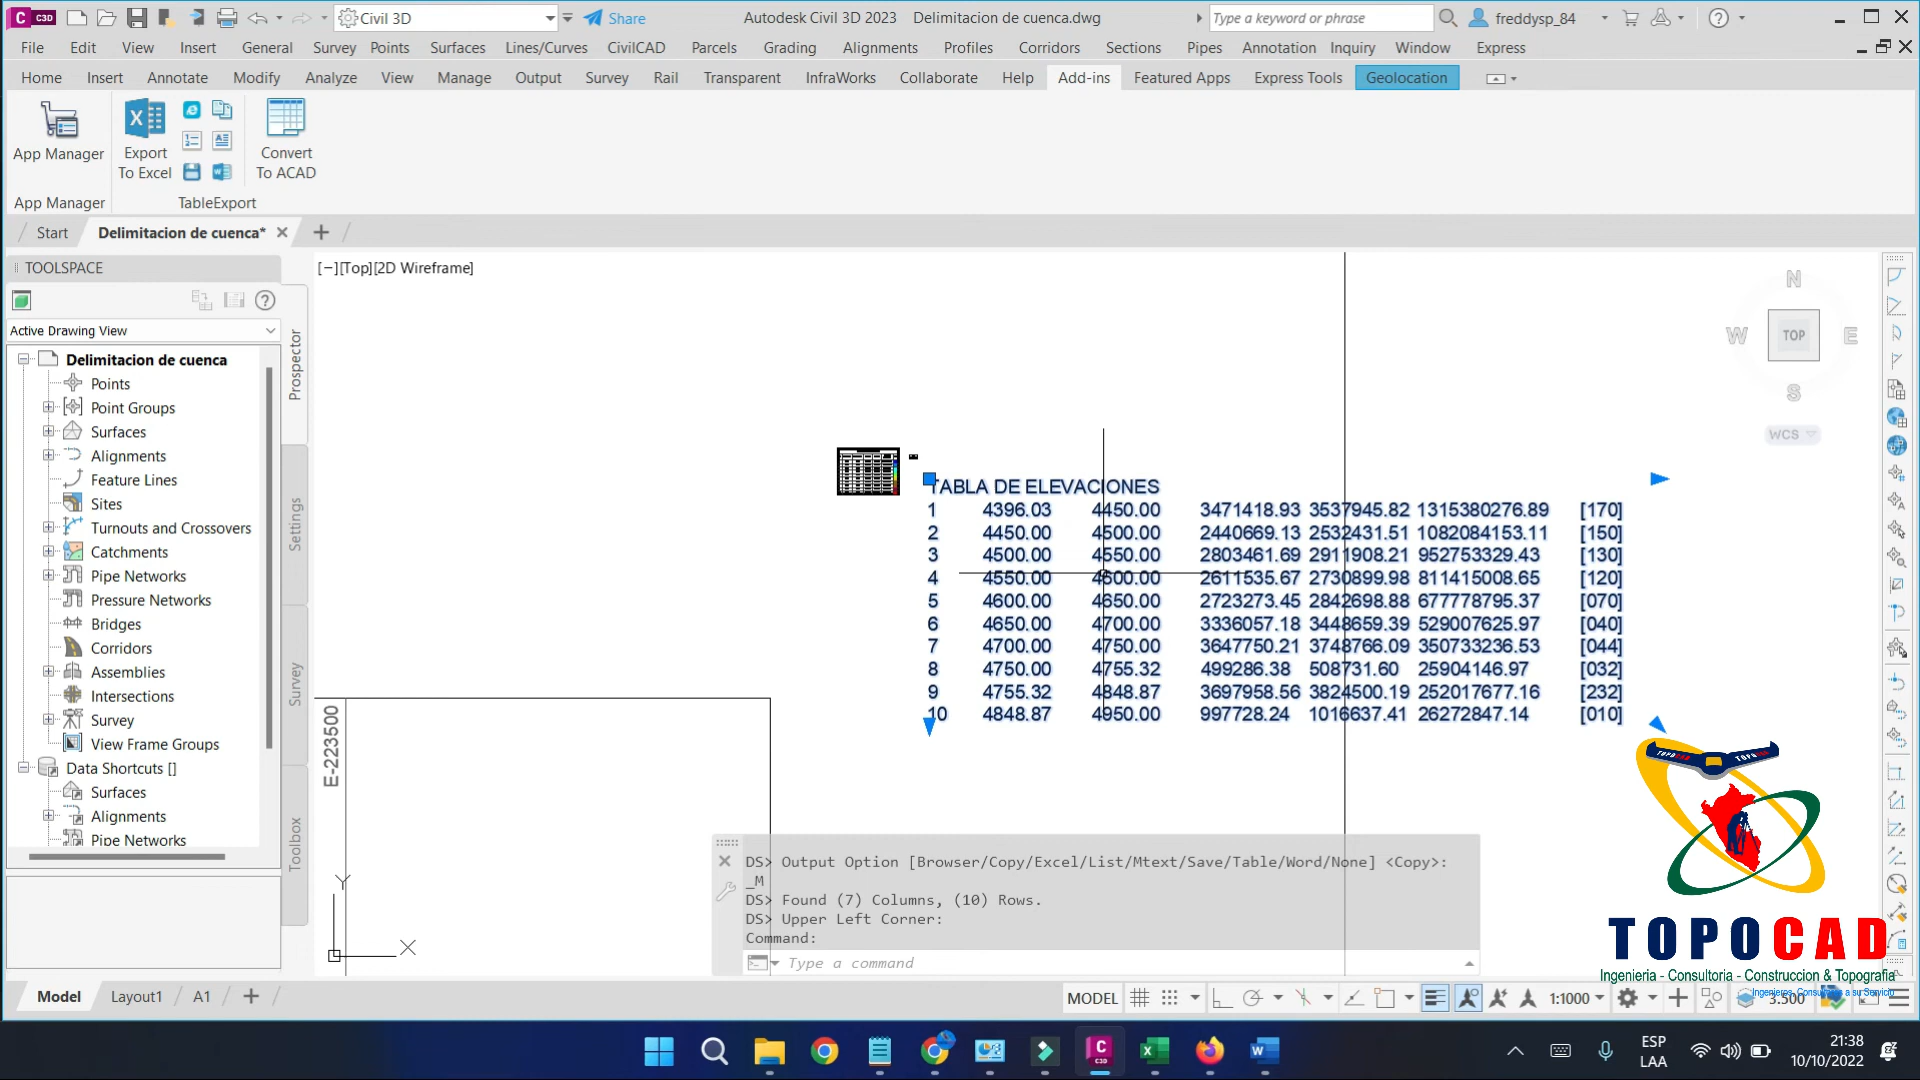 C3D
Civil 3D
Share
Autodesk Civil 3D 2023 Delimitacion de cuenca.dwg
Type a keyword or phrase
freddysp_84
File Edit View Insert General Survey Points Surfaces Lines/Curves CivilCAD Parcels Grading Alignments Profiles Corridors Sections Pipes Annotation Inquiry Window Express
Home Insert Annotate Modify Analyze View Manage Output Survey Rail Transparent InfraWorks Collaborate Help Add-ins Featured Apps Express Tools Geolocation
App Manager
Export To Excel
Convert To ACAD
App Manager
TableExport
Start
Delimitacion de cuenca*
TOOLSPACE
[−][Top][2D Wireframe]
Active Drawing View
Delimitacion de cuenca
Points
Point Groups
Surfaces
Alignments
Feature Lines
Sites
Turnouts and Crossovers
Catchments
Pipe Networks
Pressure Networks
Bridges
Corridors
Assemblies
Intersections
Survey
View Frame Groups
Data Shortcuts []
Surfaces
Alignments
Pipe Networks
Prospector
Settings
Survey
Toolbox
N
W TOP E
S
WCS
TABLA DE ELEVACIONES
1 4396.03 4450.00 3471418.93 3537945.82 1315380276.89 [170]
2 4450.00 4500.00 2440669.13 2532431.51 1082084153.11 [150]
3 4500.00 4550.00 2803461.69 2911908.21 952753329.43 [130]
4 4550.00 4600.00 2611535.67 2730899.98 811415008.65 [120]
5 4600.00 4650.00 2723273.45 2842698.88 677778795.37 [070]
6 4650.00 4700.00 3336057.18 3448659.39 529007625.97 [040]
7 4700.00 4750.00 3647750.21 3748766.09 350733236.53 [044]
8 4750.00 4755.32 499286.38 508731.60 25904146.97 [032]
9 4755.32 4848.87 3697958.56 3824500.19 252017677.16 [232]
10 4848.87 4950.00 997728.24 1016637.41 26272847.14 [010]
E-223500
Y
X
DS> Output Option [Browser/Copy/Excel/List/Mtext/Save/Table/Word/None] <Copy>:
_M
DS> Found (7) Columns, (10) Rows.
DS> Upper Left Corner:
Command:
Type a command
TOPOCAD TOPOCAD
TOPOCAD
Ingenieria - Consultoria - Construccion & Topografia
Ingenieros, Consultores a su Servicio
Model Layout1 A1
MODEL
1:1000
3.500
ESP
LAA
21:38
10/10/2022